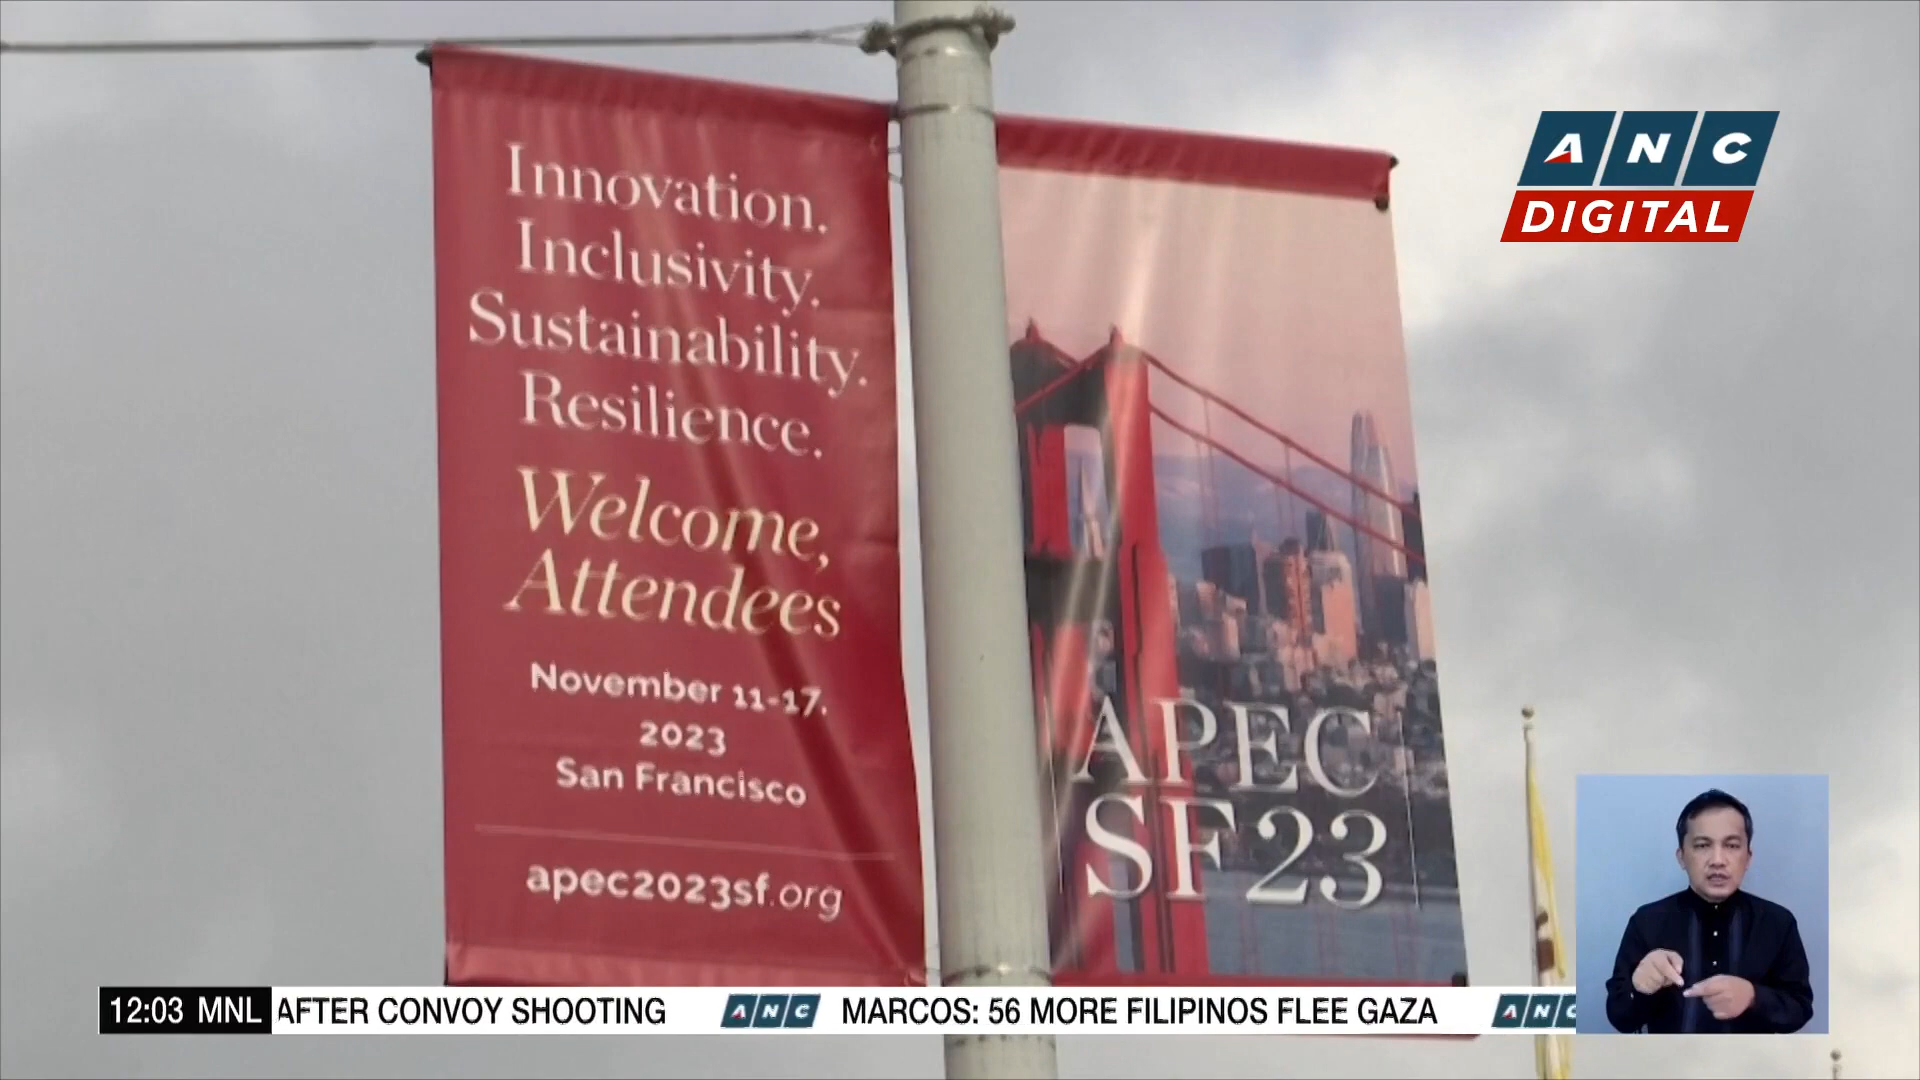 Innovation.
Inclusivity.
Sustainability.
Resilience.
Welcome,
Attendees
November 11-17,
2023
San Francisco
apec2023sf.org
APEC
SF23
ANC
DIGITAL
12:03 MNL
AFTER CONVOY SHOOTING
ANC
MARCOS: 56 MORE FILIPINOS FLEE GAZA
ANC